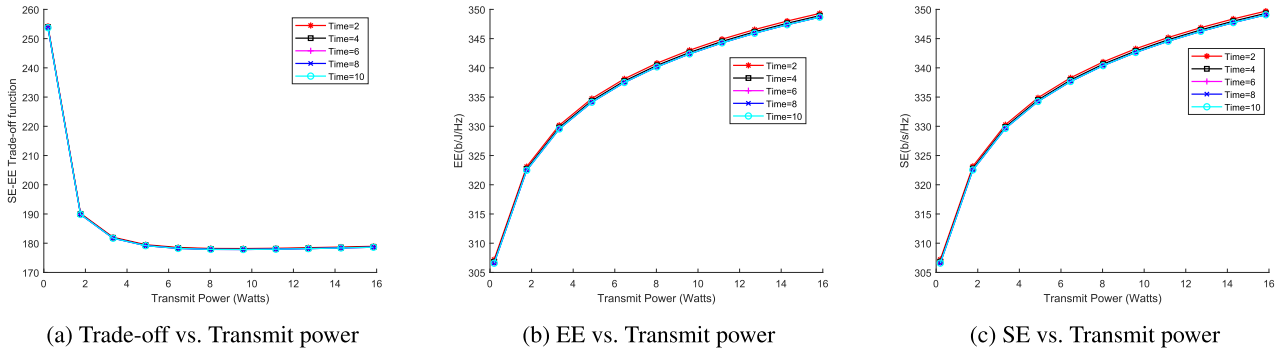 260
250
240
230
220
210
200
190
180
170
SE-EE Trade-off function
0 2 4 6 8 10 12 14 16
Transmit Power (Watts)
Time=2
Time=4
Time=6
Time=8
Time=10
(a) Trade-off vs. Transmit power
350
345
340
335
330
325
320
315
310
305
EE(b/J/Hz)
0 2 4 6 8 10 12 14 16
Transmit Power (Watts)
Time=2
Time=4
Time=6
Time=8
Time=10
(b) EE vs. Transmit power
350
345
340
335
330
325
320
315
310
305
SE(b/s/Hz)
0 2 4 6 8 10 12 14 16
Transmit Power (Watts)
Time=2
Time=4
Time=6
Time=8
Time=10
(c) SE vs. Transmit power